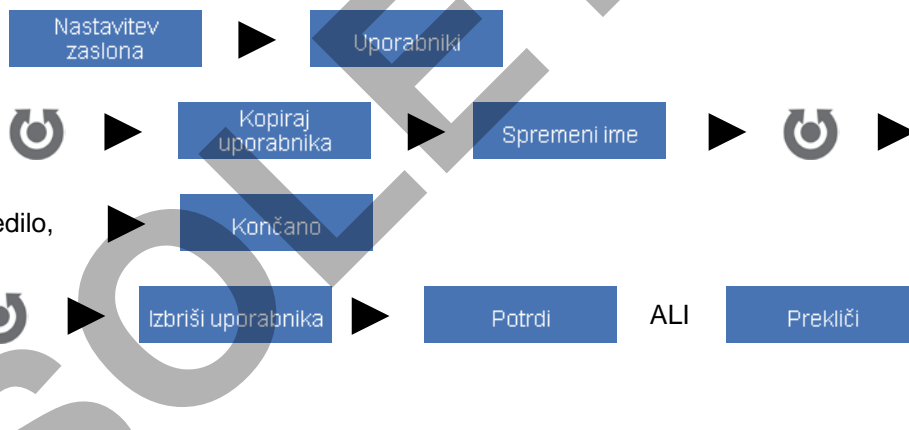 Nastavitev
zaslona
Uporabniki
Kopiraj
uporabnika
Spremeni ime
edilo,
Končano
Izbriši uporabnika
Potrdi
ALI
Prekliči